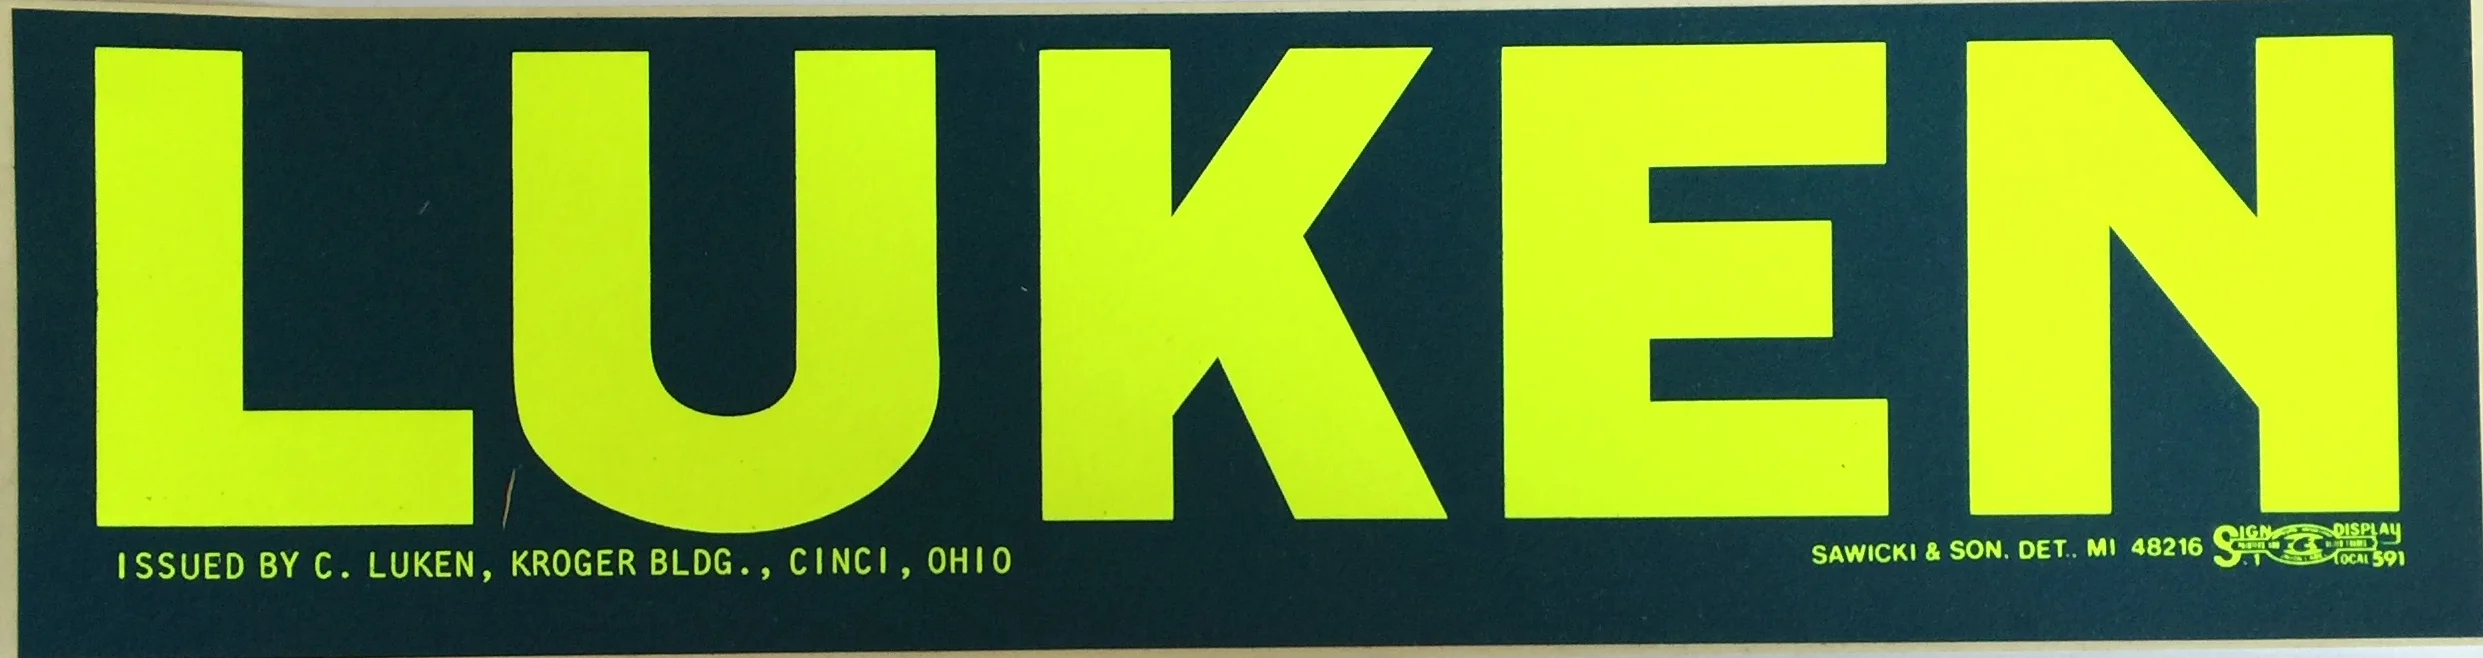 LUKEN
ISSUED BY C. LUKEN, KROGER BLDG., CINCI, OHIO
SAWICKI & SON. DET.. MI 48216
SIGN DISPLAY
LOCAL 591